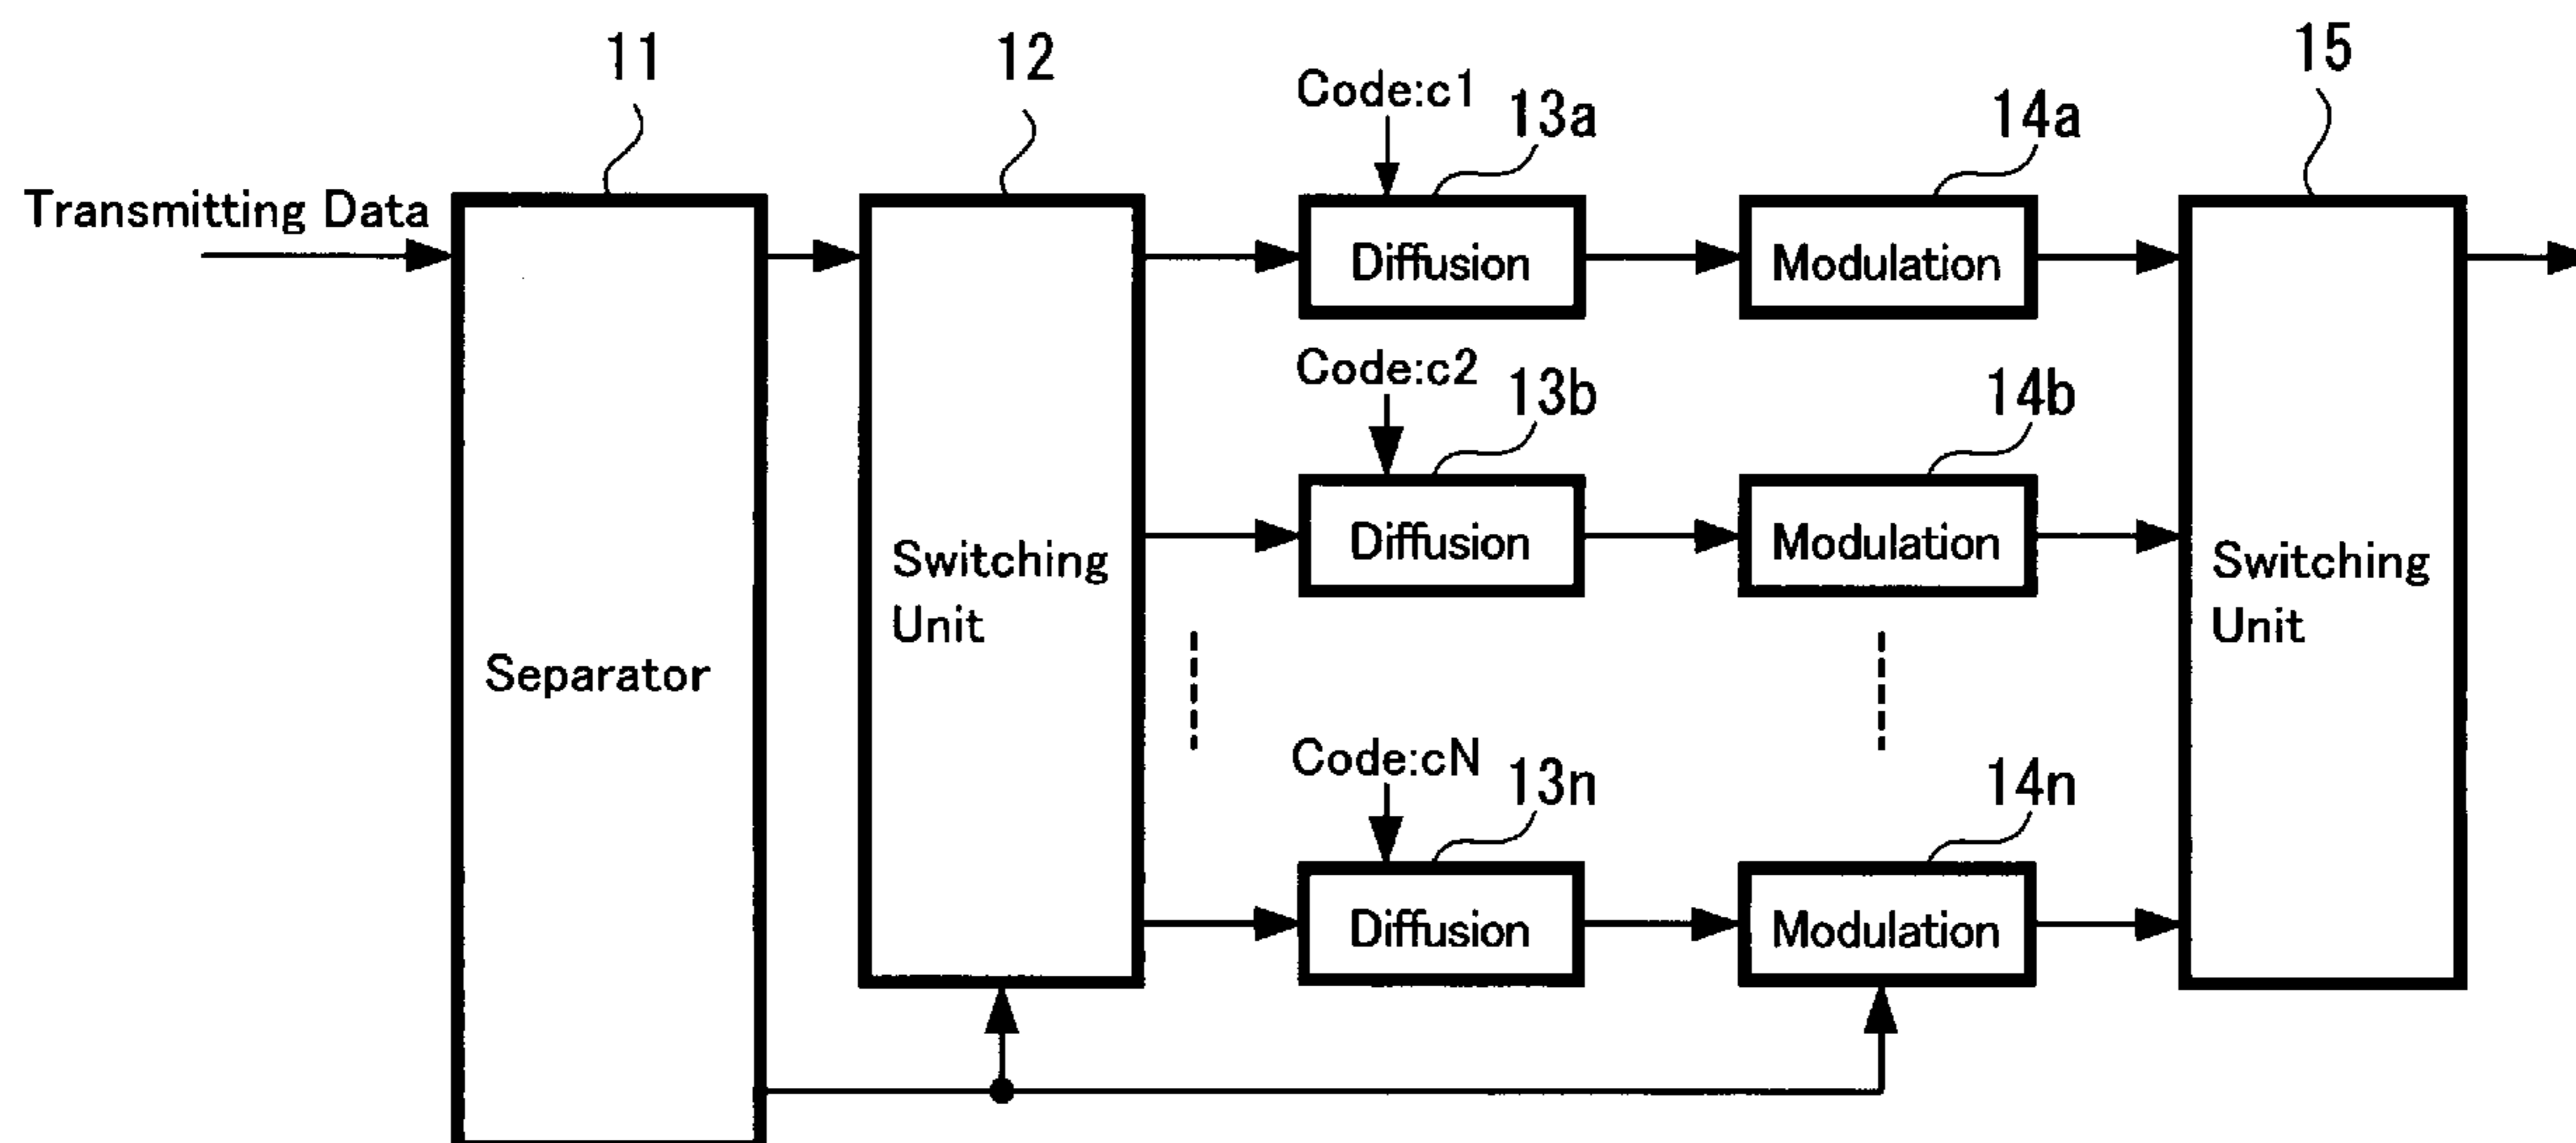 11
12
15
Code:c1
13a
14a
Transmitting Data
Diffusion
Modulation
Code:c2
13b
14b
Diffusion
Modulation
Switching
Unit
Switching
Unit
Separator
Code:cN
13n
14n
Diffusion
Modulation